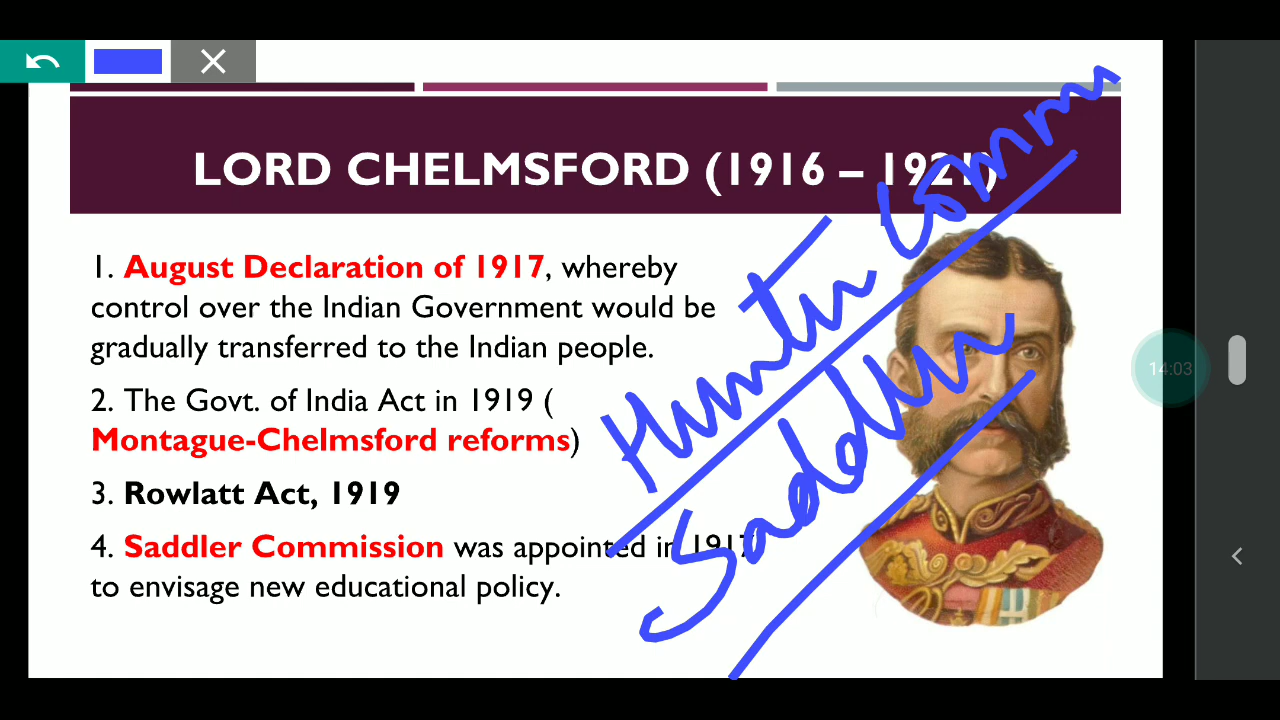 LORD CHELMSFORD (1916 – 1921)
1. August Declaration of 1917, whereby
control over the Indian Government would be
gradually transferred to the Indian people.
2. The Govt. of India Act in 1919 (
Montague-Chelmsford reforms)
3. Rowlatt Act, 1919
4. Saddler Commission was appointed in 1917
to envisage new educational policy.
Hunter Comm
Saddler
14:03